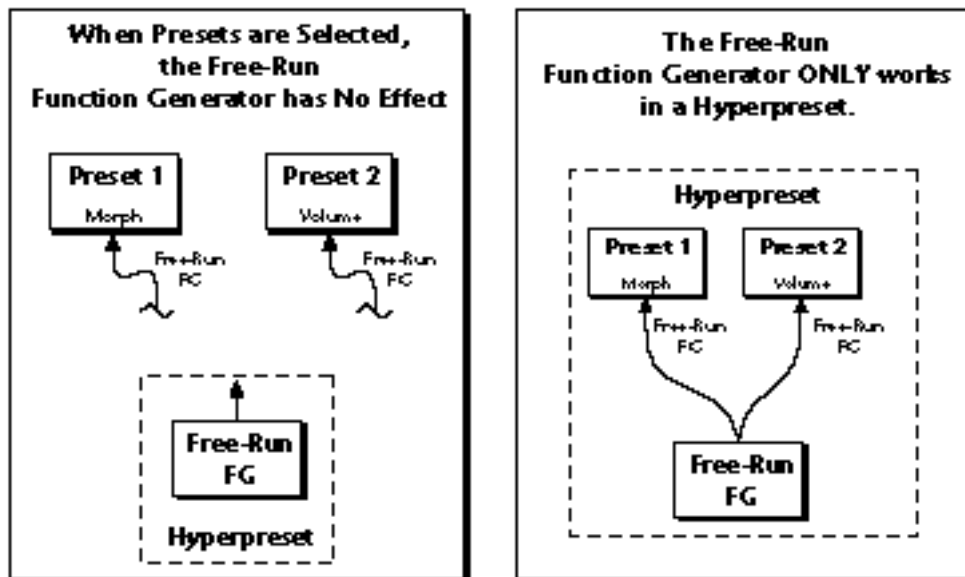 When Presets are Selected,
the Free-Run
Function Generator has No Effect
Preset 1
Morph
Preset 2
Volume
Free-Run
FG
Free-Run
FG
Free-Run
FG
Hyperpreset
The Free-Run
Function Generator ONLY works
in a Hyperpreset.
Hyperpreset
Preset 1
Morph
Preset 2
Volume
Free-Run
FG
Free-Run
FG
Free-Run
FG